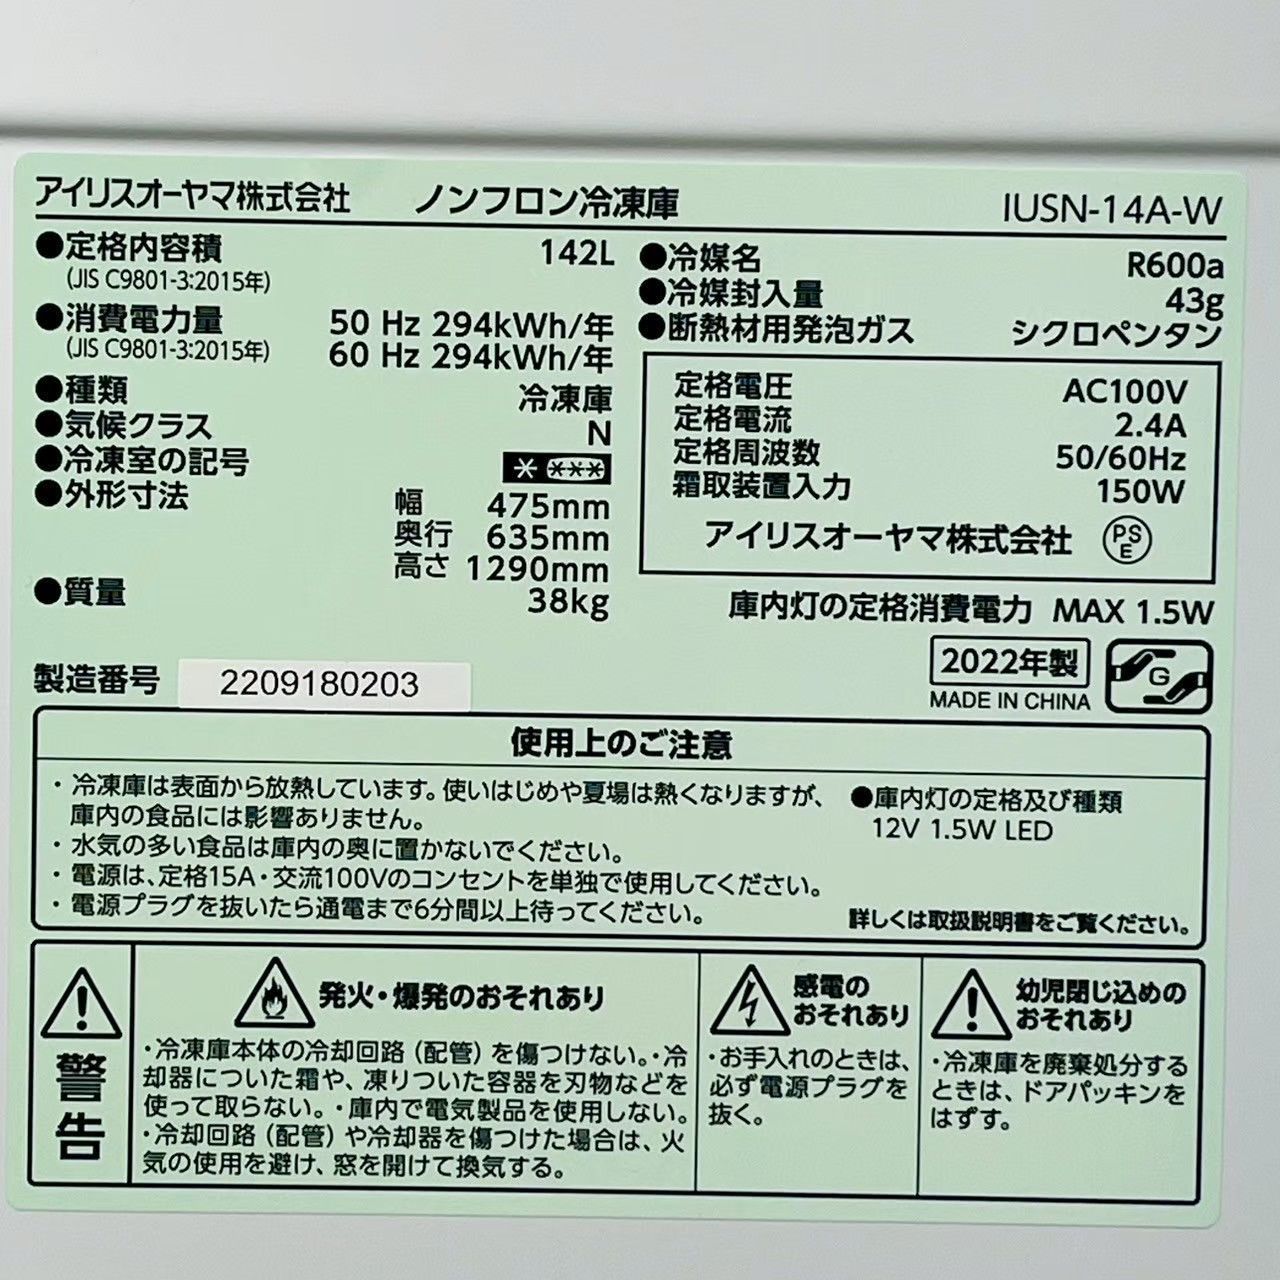 アイリスオーヤマ株式会社 ノンフロン冷凍庫 IUSN-14A-W
●定格内容積 142L
(JIS C9801-3:2015年)
●消費電力量 50 Hz 294kWh/年
(JIS C9801-3:2015年) 60 Hz 294kWh/年
●種類 冷凍庫
●気候クラス N
●冷凍室の記号 * ***
●外形寸法 幅 475mm
奥行 635mm
高さ 1290mm
●質量 38kg
●冷媒名 R600a
●冷媒封入量 43g
●断熱材用発泡ガス シクロペンタン
定格電圧 AC100V
定格電流 2.4A
定格周波数 50/60Hz
霜取装置入力 150W
アイリスオーヤマ株式会社 PSE
庫内灯の定格消費電力 MAX 1.5W
製造番号 2209180203
2022年製
MADE IN CHINA
G
使用上のご注意
・冷凍庫は表面から放熱しています。使いはじめや夏場は熱くなりますが、
庫内の食品には影響ありません。
・水気の多い食品は庫内の奥に置かないでください。
・電源は、定格15A・交流100Vのコンセントを単独で使用してください。
・電源プラグを抜いたら通電まで6分間以上待ってください。
●庫内灯の定格及び種類
12V 1.5W LED
詳しくは取扱説明書をご覧ください。
警告
発火・爆発のおそれあり
・冷凍庫本体の冷却回路（配管）を傷つけない。・冷
却器についた霜や、凍りついた容器を刃物などを
使って取らない。・庫内で電気製品を使用しない。
・冷却回路（配管）や冷却器を傷つけた場合は、火
気の使用を避け、窓を開けて換気する。
感電の
おそれあり
・お手入れのときは、
必ず電源プラグを
抜く。
幼児閉じ込めの
おそれあり
・冷凍庫を廃棄処分する
ときは、ドアパッキンを
はずす。